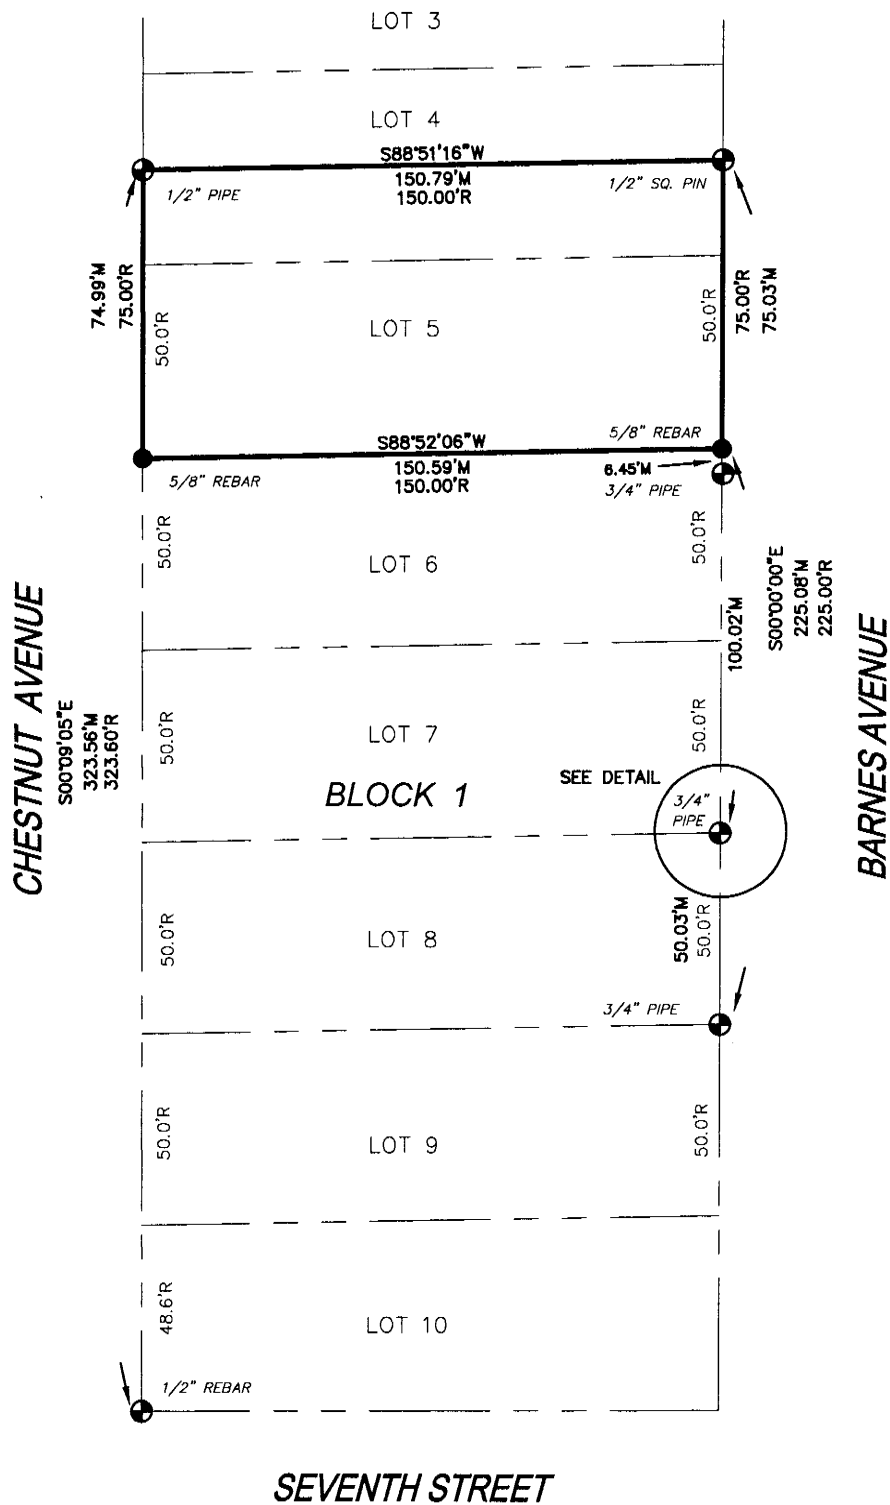 LOT 3
LOT 4
S88°51'16"W
150.79'M
150.00'R
1/2" PIPE
1/2" SQ. PIN
74.99'M
75.00'R
50.0'R
LOT 5
50.0'R
75.00'R
75.03'M
S88°52'06"W
150.59'M
150.00'R
5/8" REBAR
5/8" REBAR
6.45'M
3/4" PIPE
50.0'R
LOT 6
50.0'R
100.02'M
S00°00'00"E
225.08'M
225.00'R
CHESTNUT AVENUE
S00°09'05"E
323.56'M
323.60'R
50.0'R
LOT 7
50.0'R
BLOCK 1
SEE DETAIL
3/4"
PIPE
BARNES AVENUE
50.0'R
LOT 8
50.03'M
50.0'R
3/4" PIPE
50.0'R
LOT 9
50.0'R
48.6'R
LOT 10
1/2" REBAR
SEVENTH STREET